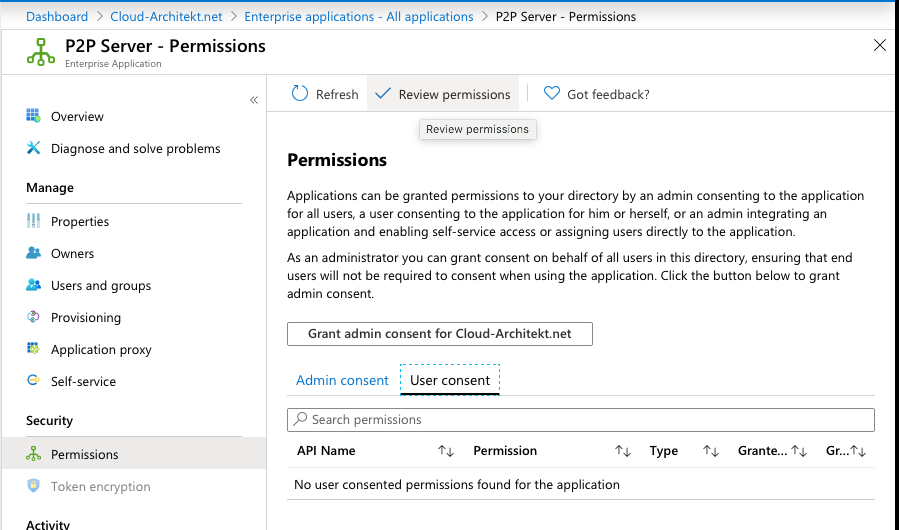 Dashboard > Cloud-Architekt.net > Enterprise applications - All applications > P2P Server - Permissions
P2P Server - Permissions
Enterprise Application
«
Overview
Diagnose and solve problems
Manage
Properties
Owners
Users and groups
Provisioning
Application proxy
Self-service
Security
Permissions
Token encryption
Activity
Refresh
Review permissions
Got feedback?
Review permissions
Permissions
Applications can be granted permissions to your directory by an admin consenting to the application
for all users, a user consenting to the application for him or herself, or an admin integrating an
application and enabling self-service access or assigning users directly to the application.
As an administrator you can grant consent on behalf of all users in this directory, ensuring that end
users will not be required to consent when using the application. Click the button below to grant
admin consent.
Grant admin consent for Cloud-Architekt.net
Admin consent User consent
Search permissions
API Name ↑↓ Permission ↑↓ Type ↑↓ Grante... ↑↓ Gr...↑↓
No user consented permissions found for the application